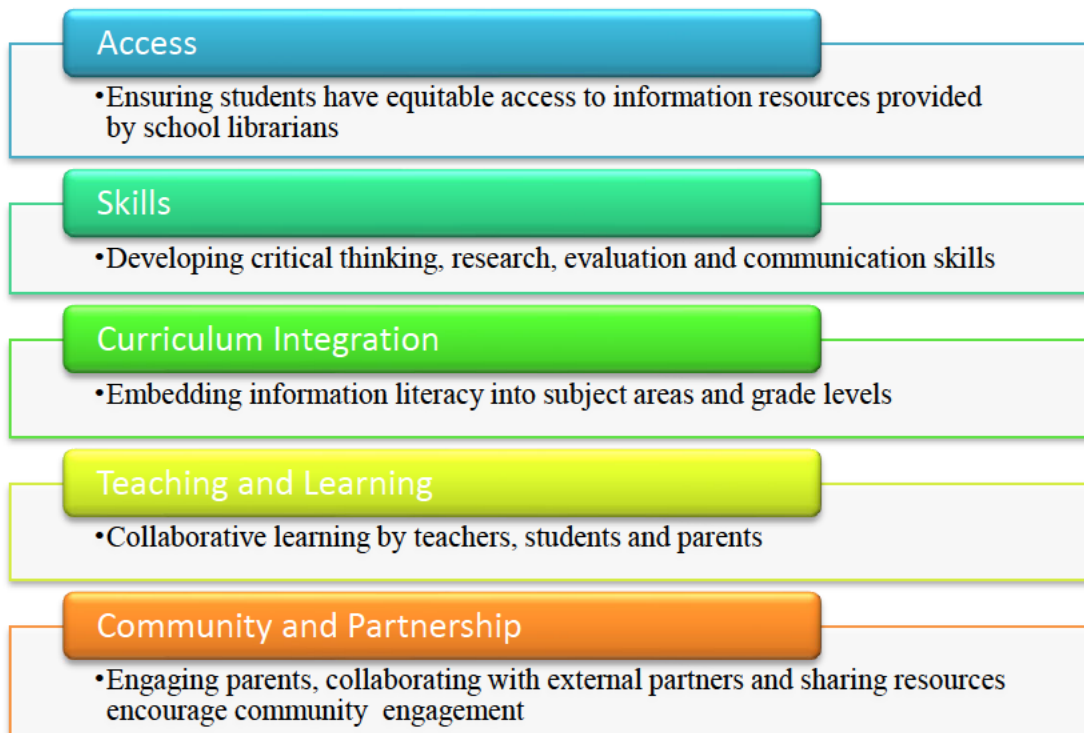 Access
•Ensuring students have equitable access to information resources provided
by school librarians
Skills
•Developing critical thinking, research, evaluation and communication skills
Curriculum Integration
•Embedding information literacy into subject areas and grade levels
Teaching and Learning
•Collaborative learning by teachers, students and parents
Community and Partnership
•Engaging parents, collaborating with external partners and sharing resources
encourage community  engagement